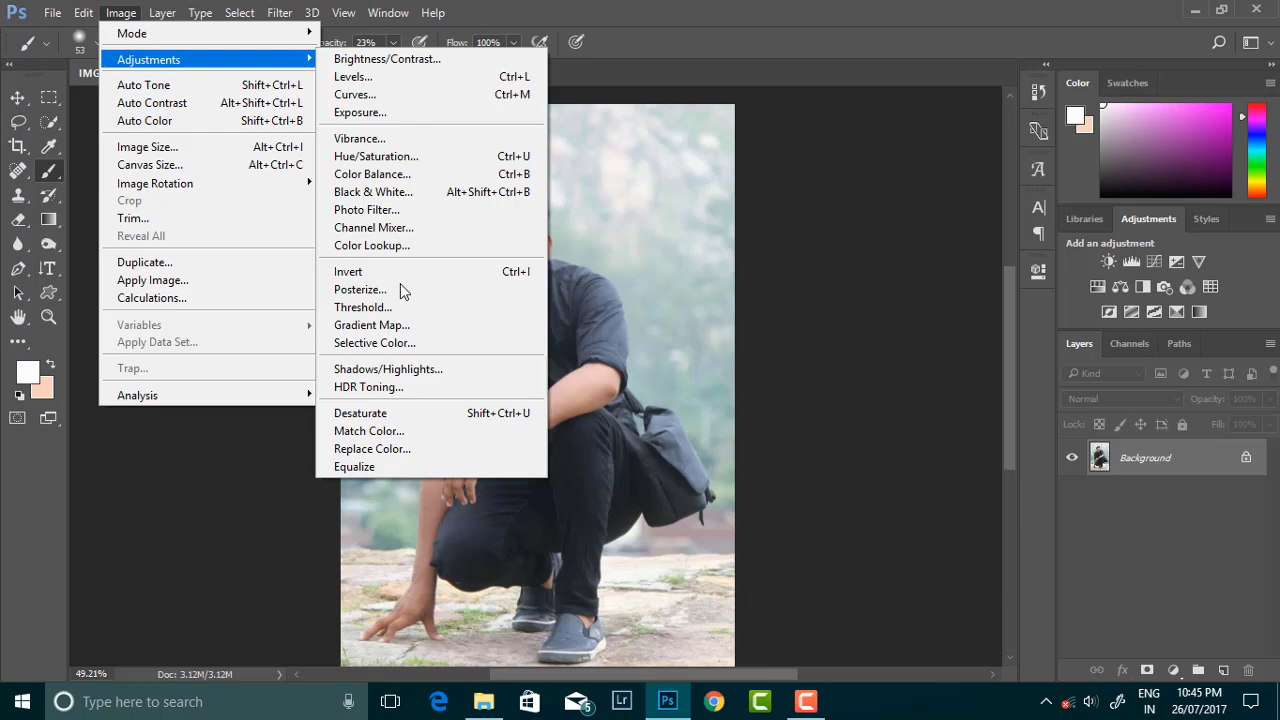 Ps File Edit Image Layer Type Select Filter 3D View Window Help
53 pacity: 23% Flow: 100%
IMG
Mode
Adjustments
Auto Tone Shift+Ctrl+L
Auto Contrast Alt+Shift+Ctrl+L
Auto Color Shift+Ctrl+B
Image Size... Alt+Ctrl+I
Canvas Size... Alt+Ctrl+C
Image Rotation
Crop
Trim...
Reveal All
Duplicate...
Apply Image...
Calculations...
Variables
Apply Data Set...
Trap...
Analysis
Brightness/Contrast...
Levels... Ctrl+L
Curves... Ctrl+M
Exposure...
Vibrance...
Hue/Saturation... Ctrl+U
Color Balance... Ctrl+B
Black & White... Alt+Shift+Ctrl+B
Photo Filter...
Channel Mixer...
Color Lookup...
Invert Ctrl+I
Posterize...
Threshold...
Gradient Map...
Selective Color...
Shadows/Highlights...
HDR Toning...
Desaturate Shift+Ctrl+U
Match Color...
Replace Color...
Equalize
Color Swatches
Libraries Adjustments Styles
Add an adjustment
Layers Channels Paths
Kind
Normal Opacity: 100%
Lock: Fill: 100%
Background
49.21% Doc: 3.12M/3.12M
Type here to search
5 Lr Ps
ENG
IN
10:45 PM
26/07/2017